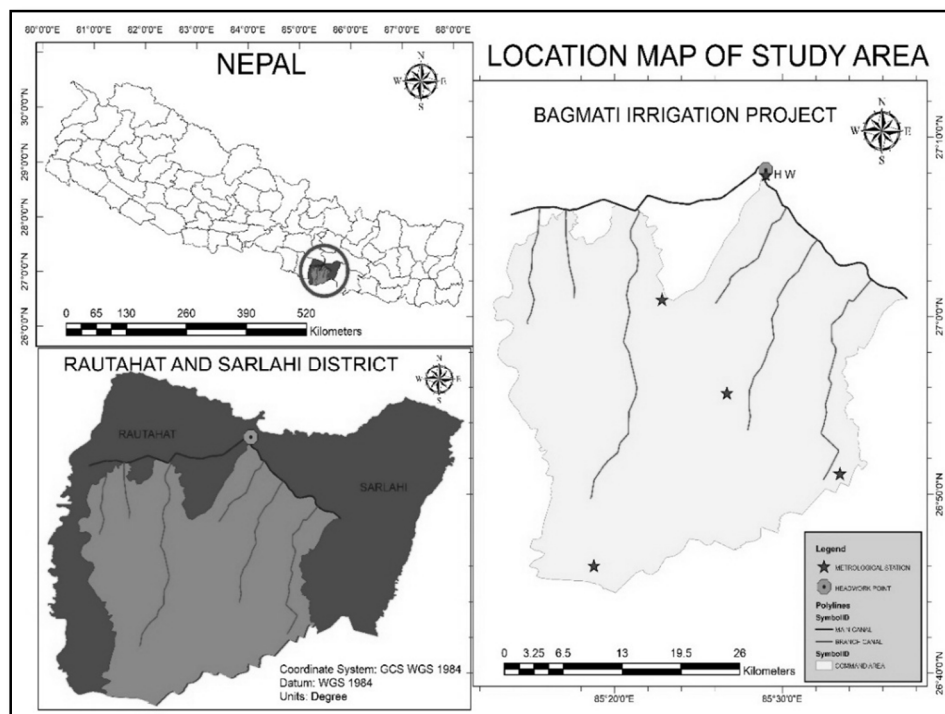 80°0'0"E 81°0'0"E 82°0'0"E 83°0'0"E 84°0'0"E 85°0'0"E 86°0'0"E 87°0'0"E 88°0'0"E
NEPAL
N
W E
S
30°0'0"N
29°0'0"N
28°0'0"N
27°0'0"N
26°0'0"N
0 65 130 260 390 520
Kilometers
RAUTAHAT AND SARLAHI DISTRICT
N
W E
S
RAUTAHAT
SARLAHI
Coordinate System: GCS WGS 1984
Datum: WGS 1984
Units: Degree
LOCATION MAP OF STUDY AREA
BAGMATI IRRIGATION PROJECT
N
W E
S
H W
27°10'0"N
27°0'0"N
26°50'0"N
26°40'0"N
Legend
METROLOGICAL STATION
HEADWORK POINT
Polylines
SymbolID
MAIN CANAL
BRANCH CANAL
SymbolID
COMMAND AREA
0 3.25 6.5 13 19.5 26
Kilometers
85°20'0"E 85°30'0"E